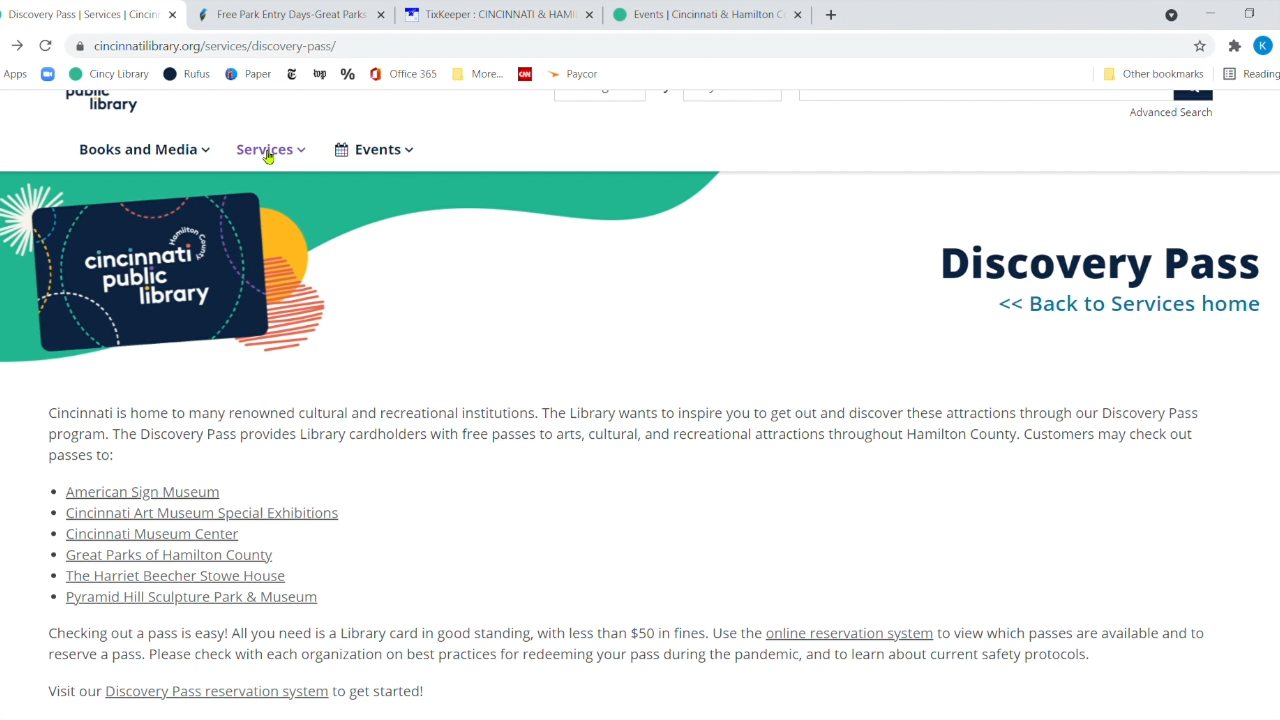 Discovery Pass | Services | Cincin
Free Park Entry Days-Great Parks
TixKeeper : CINCINNATI & HAMI
Events | Cincinnati & Hamilton C
cincinnatilibrary.org/services/discovery-pass/
K
Apps
Cincy Library
Rufus
Paper
wp
%
Office 365
More...
CNN
Paycor
Other bookmarks
Reading
public
library
Advanced Search
Books and Media
Services
Events
cincinnati
public
library
Hamilton County
Discovery Pass
<< Back to Services home
Cincinnati is home to many renowned cultural and recreational institutions. The Library wants to inspire you to get out and discover these attractions through our Discovery Pass
program. The Discovery Pass provides Library cardholders with free passes to arts, cultural, and recreational attractions throughout Hamilton County. Customers may check out
passes to:
• American Sign Museum
• Cincinnati Art Museum Special Exhibitions
• Cincinnati Museum Center
• Great Parks of Hamilton County
• The Harriet Beecher Stowe House
• Pyramid Hill Sculpture Park & Museum
Checking out a pass is easy! All you need is a Library card in good standing, with less than $50 in fines. Use the online reservation system to view which passes are available and to
reserve a pass. Please check with each organization on best practices for redeeming your pass during the pandemic, and to learn about current safety protocols.
Visit our Discovery Pass reservation system to get started!